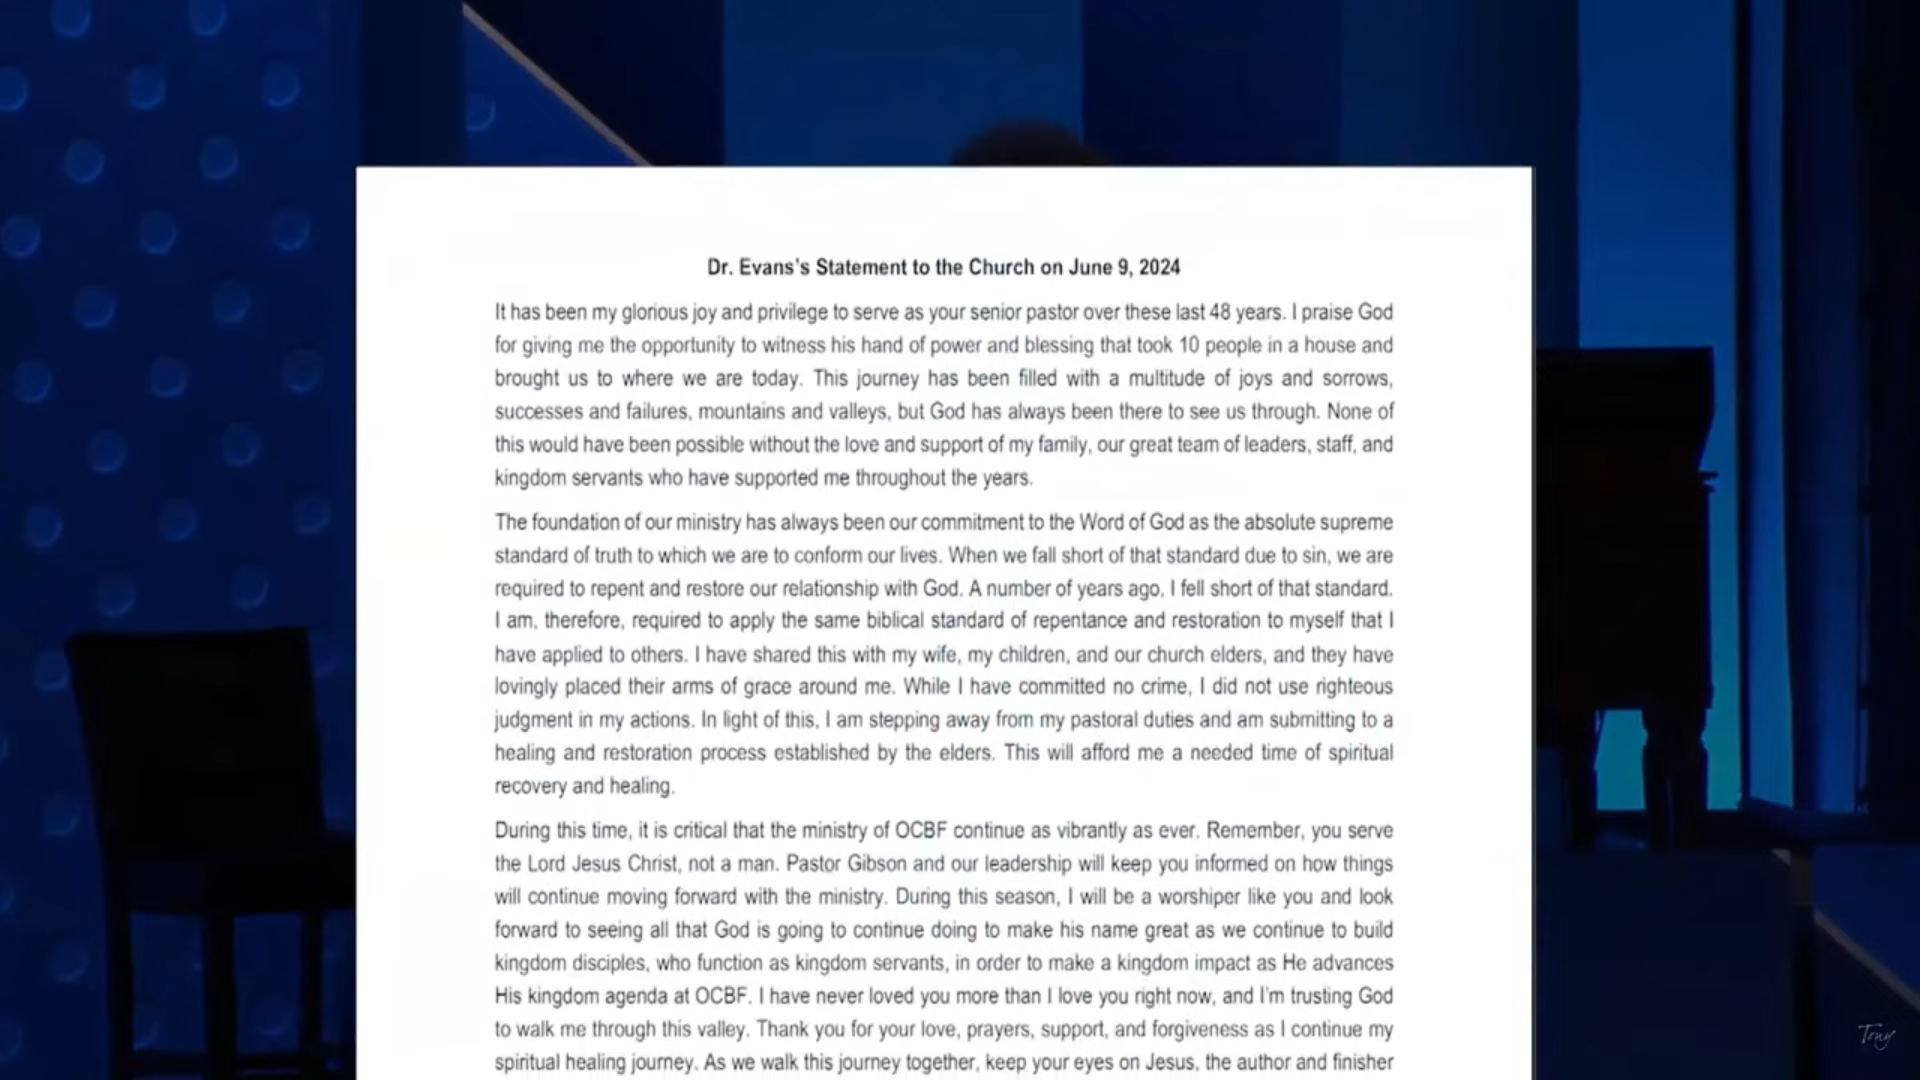 Dr. Evans's Statement to the Church on June 9, 2024
It has been my glorious joy and privilege to serve as your senior pastor over these last 48 years. I praise God
for giving me the opportunity to witness his hand of power and blessing that took 10 people in a house and
brought us to where we are today. This journey has been filled with a multitude of joys and sorrows,
successes and failures, mountains and valleys, but God has always been there to see us through. None of
this would have been possible without the love and support of my family, our great team of leaders, staff, and
kingdom servants who have supported me throughout the years.
The foundation of our ministry has always been our commitment to the Word of God as the absolute supreme
standard of truth to which we are to conform our lives. When we fall short of that standard due to sin, we are
required to repent and restore our relationship with God. A number of years ago, I fell short of that standard.
I am, therefore, required to apply the same biblical standard of repentance and restoration to myself that I
have applied to others. I have shared this with my wife, my children, and our church elders, and they have
lovingly placed their arms of grace around me. While I have committed no crime, I did not use righteous
judgment in my actions. In light of this, I am stepping away from my pastoral duties and am submitting to a
healing and restoration process established by the elders. This will afford me a needed time of spiritual
recovery and healing.
During this time, it is critical that the ministry of OCBF continue as vibrantly as ever. Remember, you serve
the Lord Jesus Christ, not a man. Pastor Gibson and our leadership will keep you informed on how things
will continue moving forward with the ministry. During this season, I will be a worshiper like you and look
forward to seeing all that God is going to continue doing to make his name great as we continue to build
kingdom disciples, who function as kingdom servants, in order to make a kingdom impact as He advances
His kingdom agenda at OCBF. I have never loved you more than I love you right now, and I'm trusting God
to walk me through this valley. Thank you for your love, prayers, support, and forgiveness as I continue my
spiritual healing journey. As we walk this journey together, keep your eyes on Jesus, the author and finisher
Tony